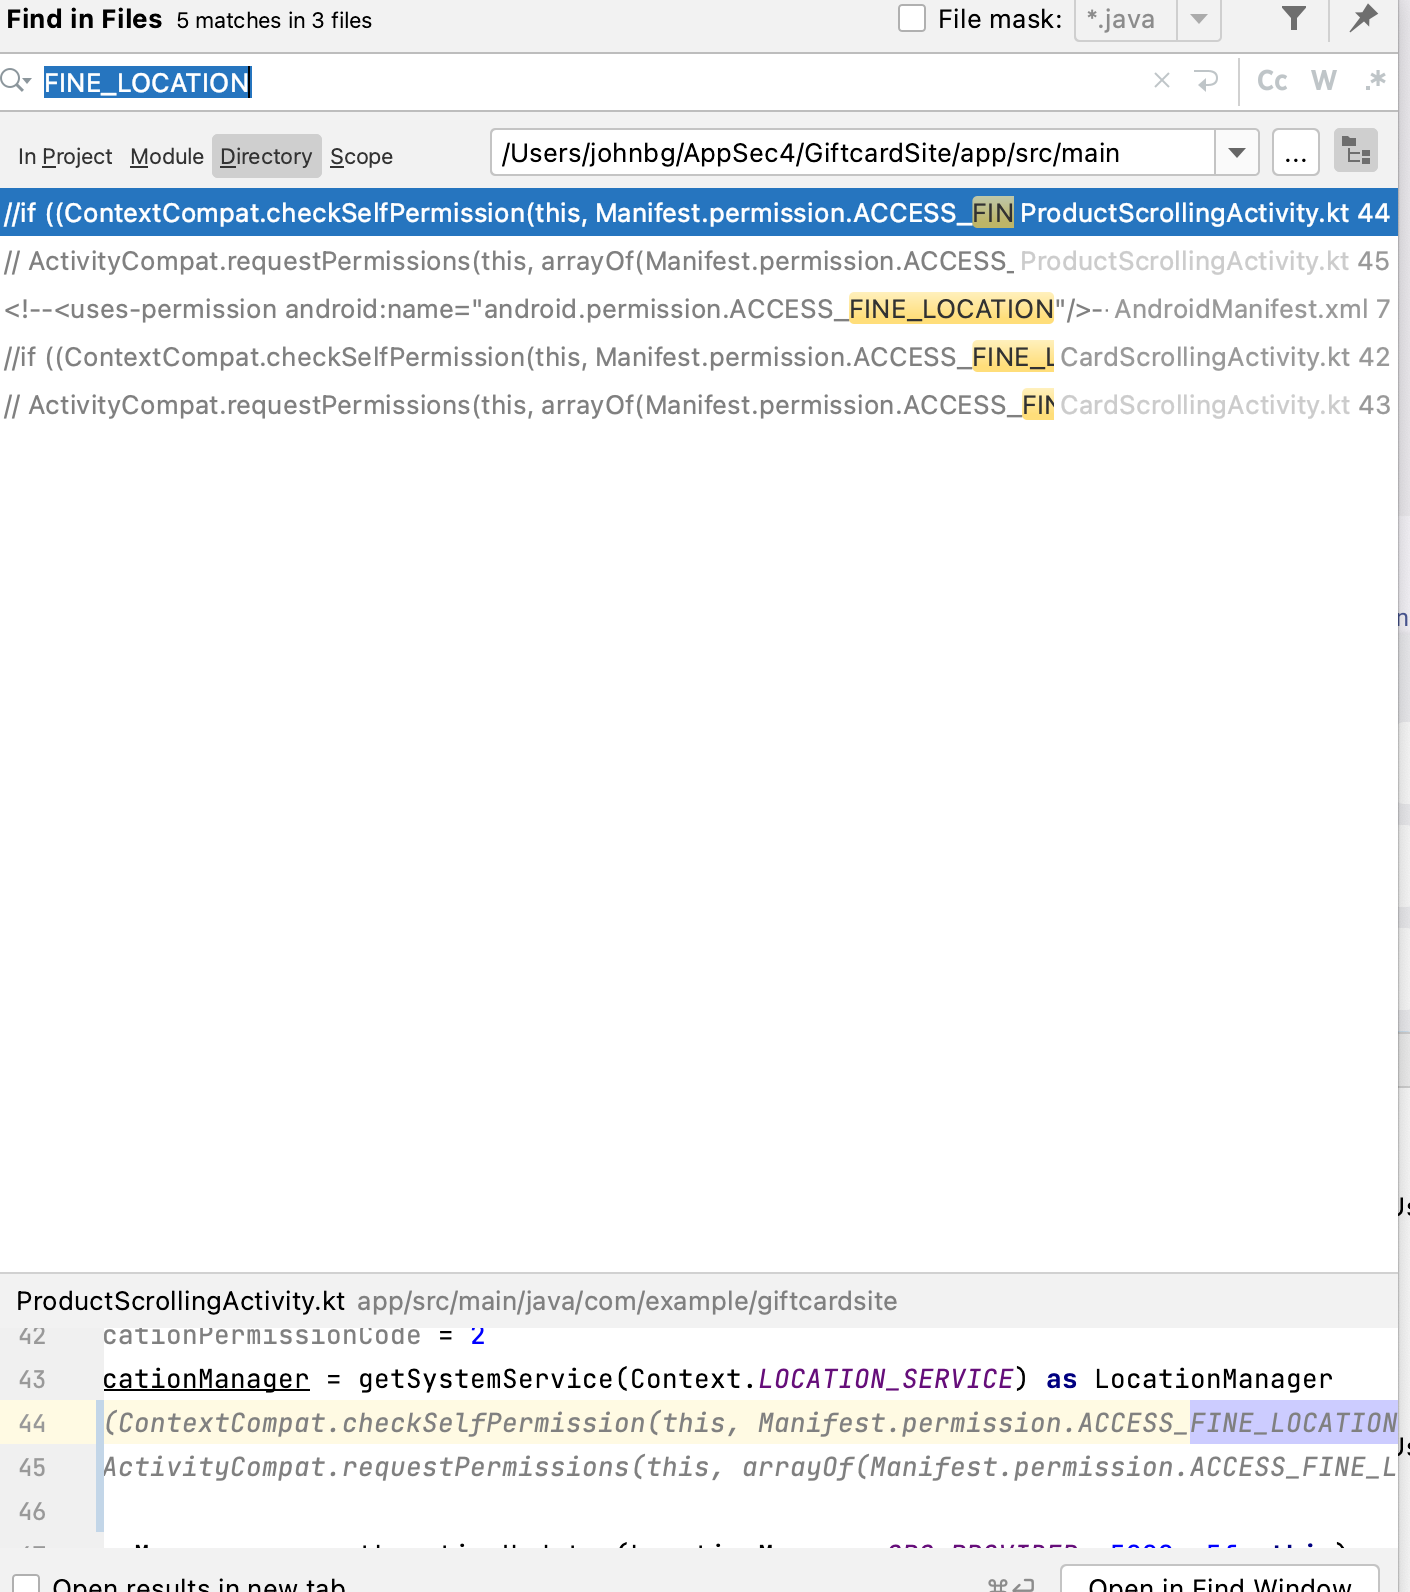 Find in Files 5 matches in 3 files File mask: *.java
FINE_LOCATION Cc W .*
In Project Module Directory Scope /Users/johnbg/AppSec4/GiftcardSite/app/src/main ...
//if ((ContextCompat.checkSelfPermission(this, Manifest.permission.ACCESS_FIN ProductScrollingActivity.kt 44
// ActivityCompat.requestPermissions(this, arrayOf(Manifest.permission.ACCESS_ ProductScrollingActivity.kt 45
<!--<uses-permission android:name="android.permission.ACCESS_FINE_LOCATION"/>-- AndroidManifest.xml 7
//if ((ContextCompat.checkSelfPermission(this, Manifest.permission.ACCESS_FINE_L CardScrollingActivity.kt 42
// ActivityCompat.requestPermissions(this, arrayOf(Manifest.permission.ACCESS_FIN CardScrollingActivity.kt 43
ProductScrollingActivity.kt app/src/main/java/com/example/giftcardsite
42 cationPermissionCode = 2
43 cationManager = getSystemService(Context.LOCATION_SERVICE) as LocationManager
44 (ContextCompat.checkSelfPermission(this, Manifest.permission.ACCESS_FINE_LOCATION
45 ActivityCompat.requestPermissions(this, arrayOf(Manifest.permission.ACCESS_FINE_L
46
Open results in new tab ⌘↩ Open in Find Window